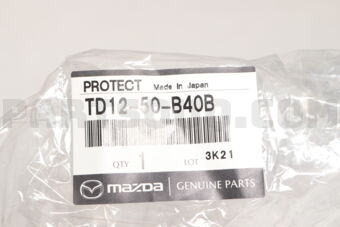 PROTECT Made In Japan
TD12-50-B40B
QTY 1 LOT 3K21
mazda GENUINE PARTS